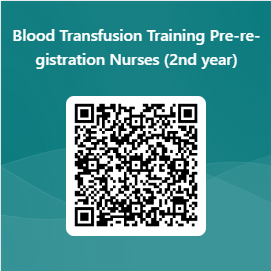 Blood Transfusion Training Pre-re-
gistration Nurses (2nd year)